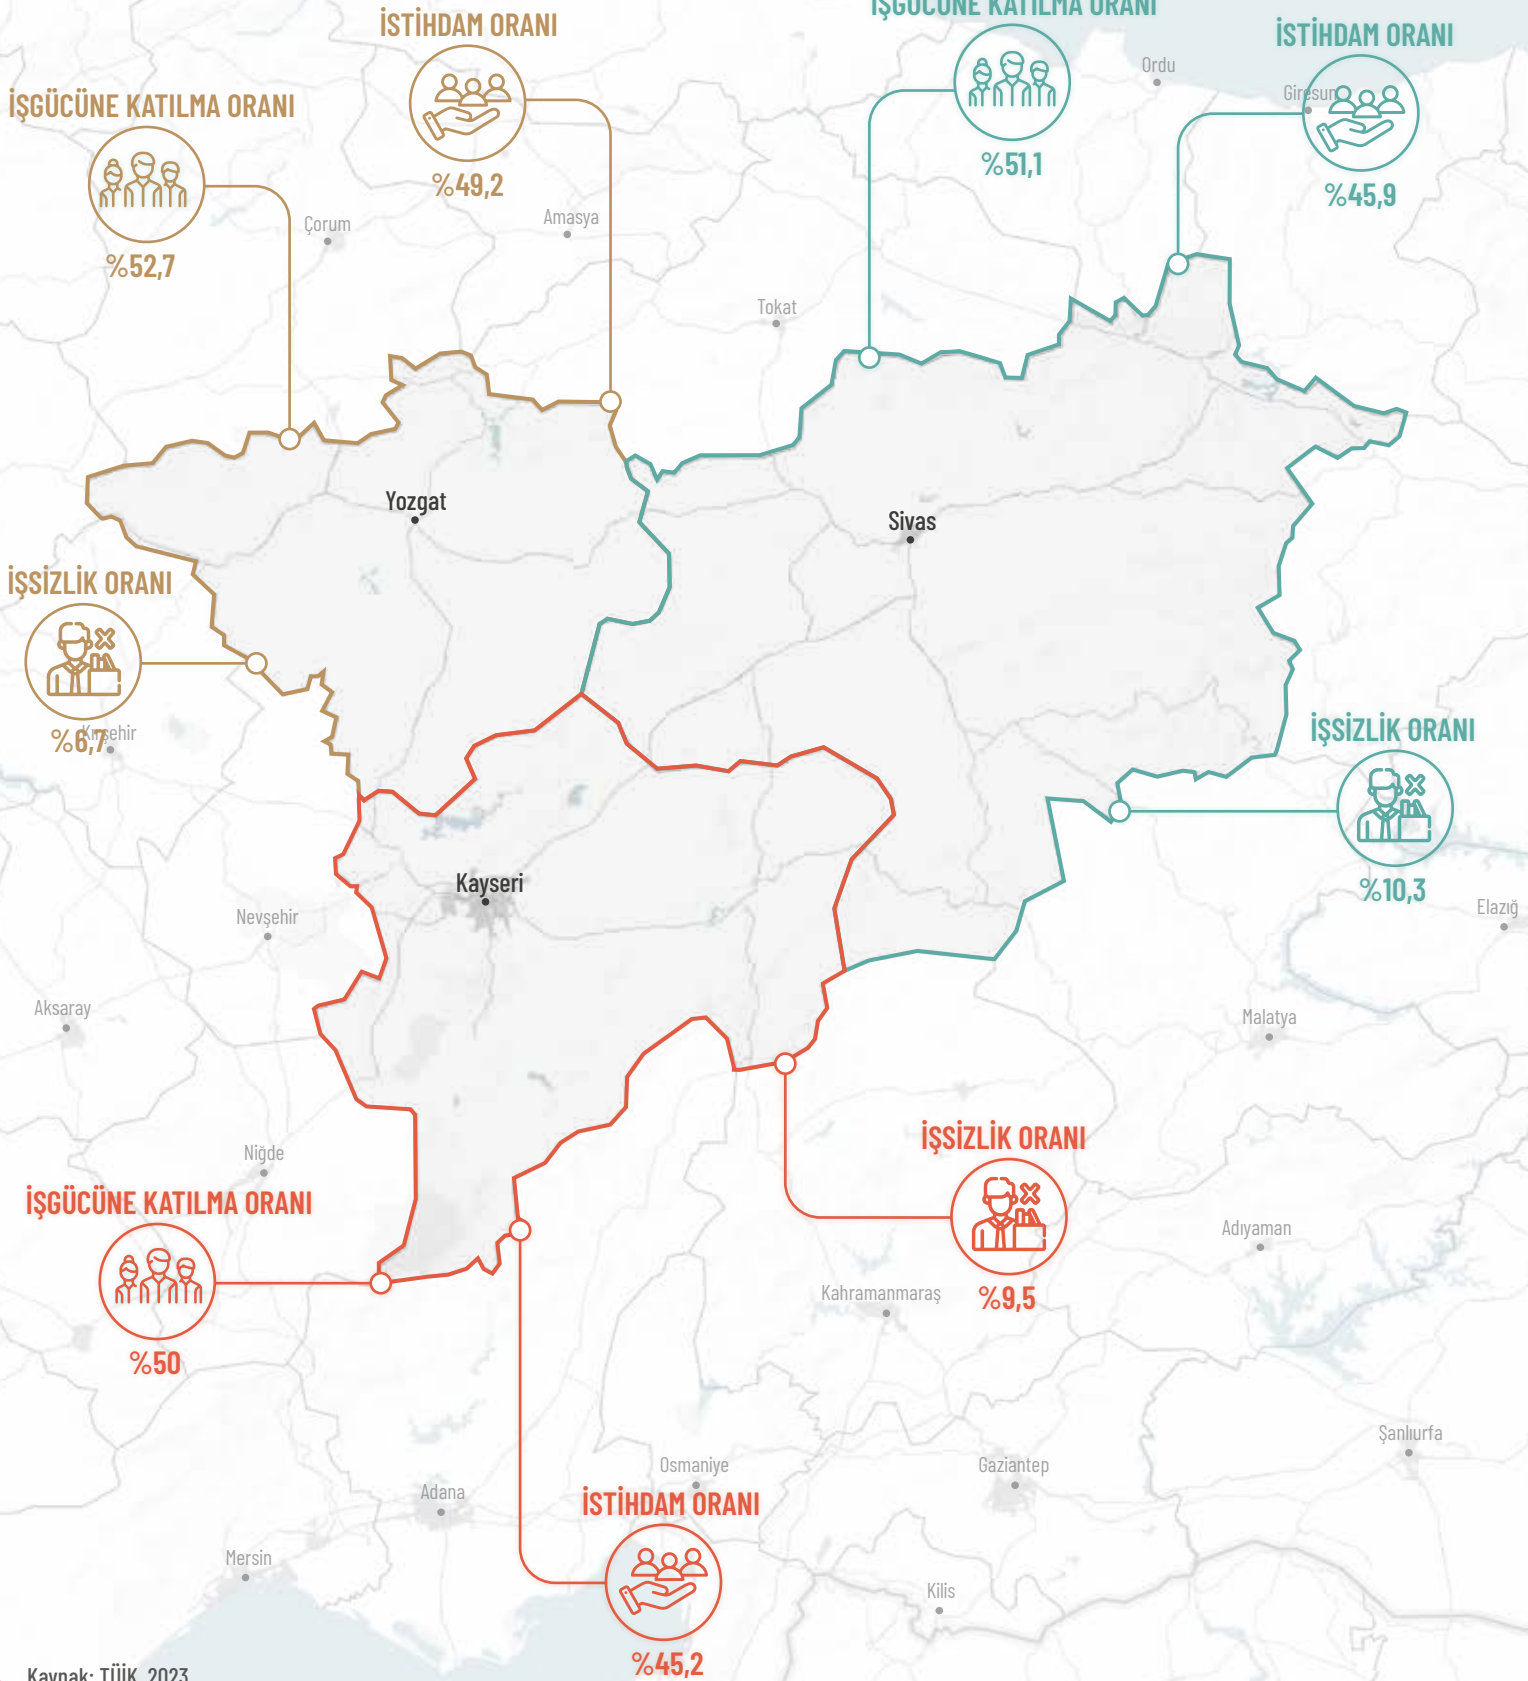 İŞGÜCÜNE KATILMA ORANI
İSTİHDAM ORANI
İSTİHDAM ORANI
Ordu
Giresun
İŞGÜCÜNE KATILMA ORANI
%51,1
%49,2
%45,9
Çorum
Amasya
%52,7
Tokat
Yozgat
Sivas
İŞSİZLİK ORANI
Kırşehir
%6,7
İŞSİZLİK ORANI
%10,3
Kayseri
Nevşehir
Elazığ
Aksaray
Malatya
İŞSİZLİK ORANI
Niğde
İŞGÜCÜNE KATILMA ORANI
Adıyaman
Kahramanmaraş
%9,5
%50
Şanlıurfa
Osmaniye
Gaziantep
Adana
İSTİHDAM ORANI
Mersin
Kilis
%45,2
Kaynak: TÜİK, 2023